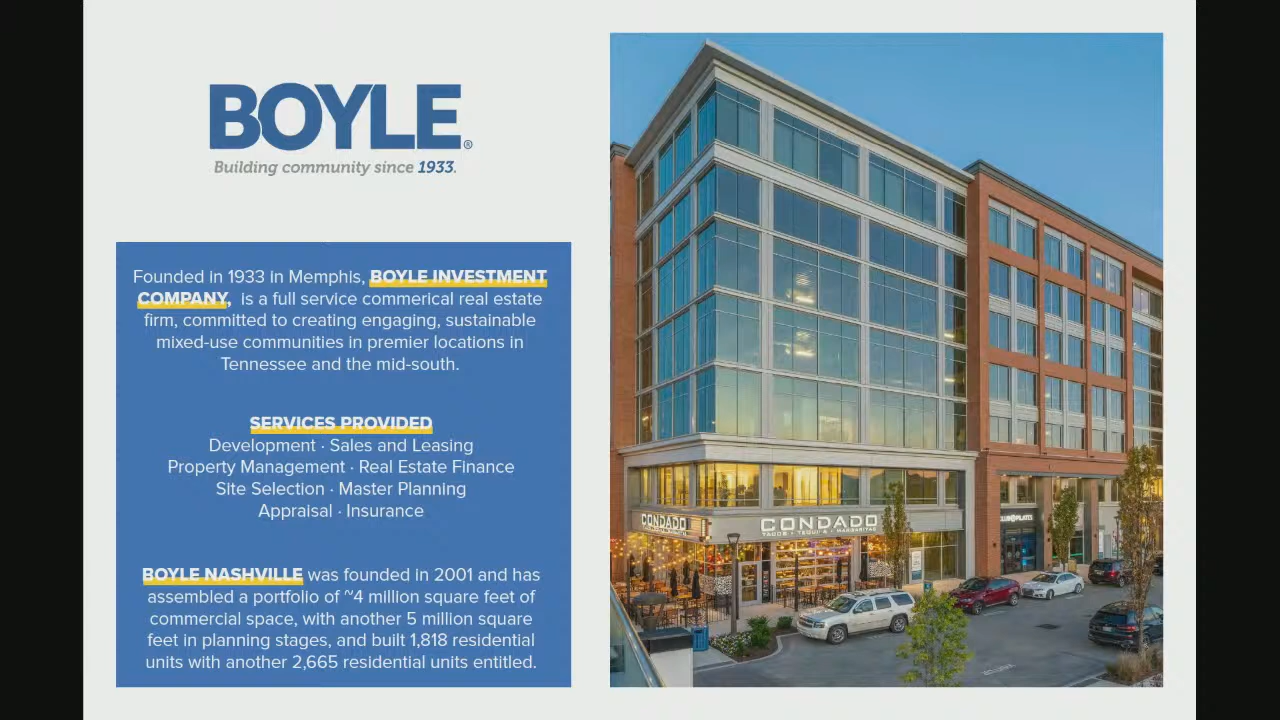 BOYLE®
Building community since 1933.
Founded in 1933 in Memphis, BOYLE INVESTMENT
COMPANY, is a full service commerical real estate
firm, committed to creating engaging, sustainable
mixed-use communities in premier locations in
Tennessee and the mid-south.
SERVICES PROVIDED
Development · Sales and Leasing
Property Management · Real Estate Finance
Site Selection · Master Planning
Appraisal · Insurance
BOYLE NASHVILLE was founded in 2001 and has
assembled a portfolio of ~4 million square feet of
commercial space, with another 5 million square
feet in planning stages, and built 1,818 residential
units with another 2,665 residential units entitled.
CONDADO
CONDADO
TACOS • TEQUILA • MARGARITAS